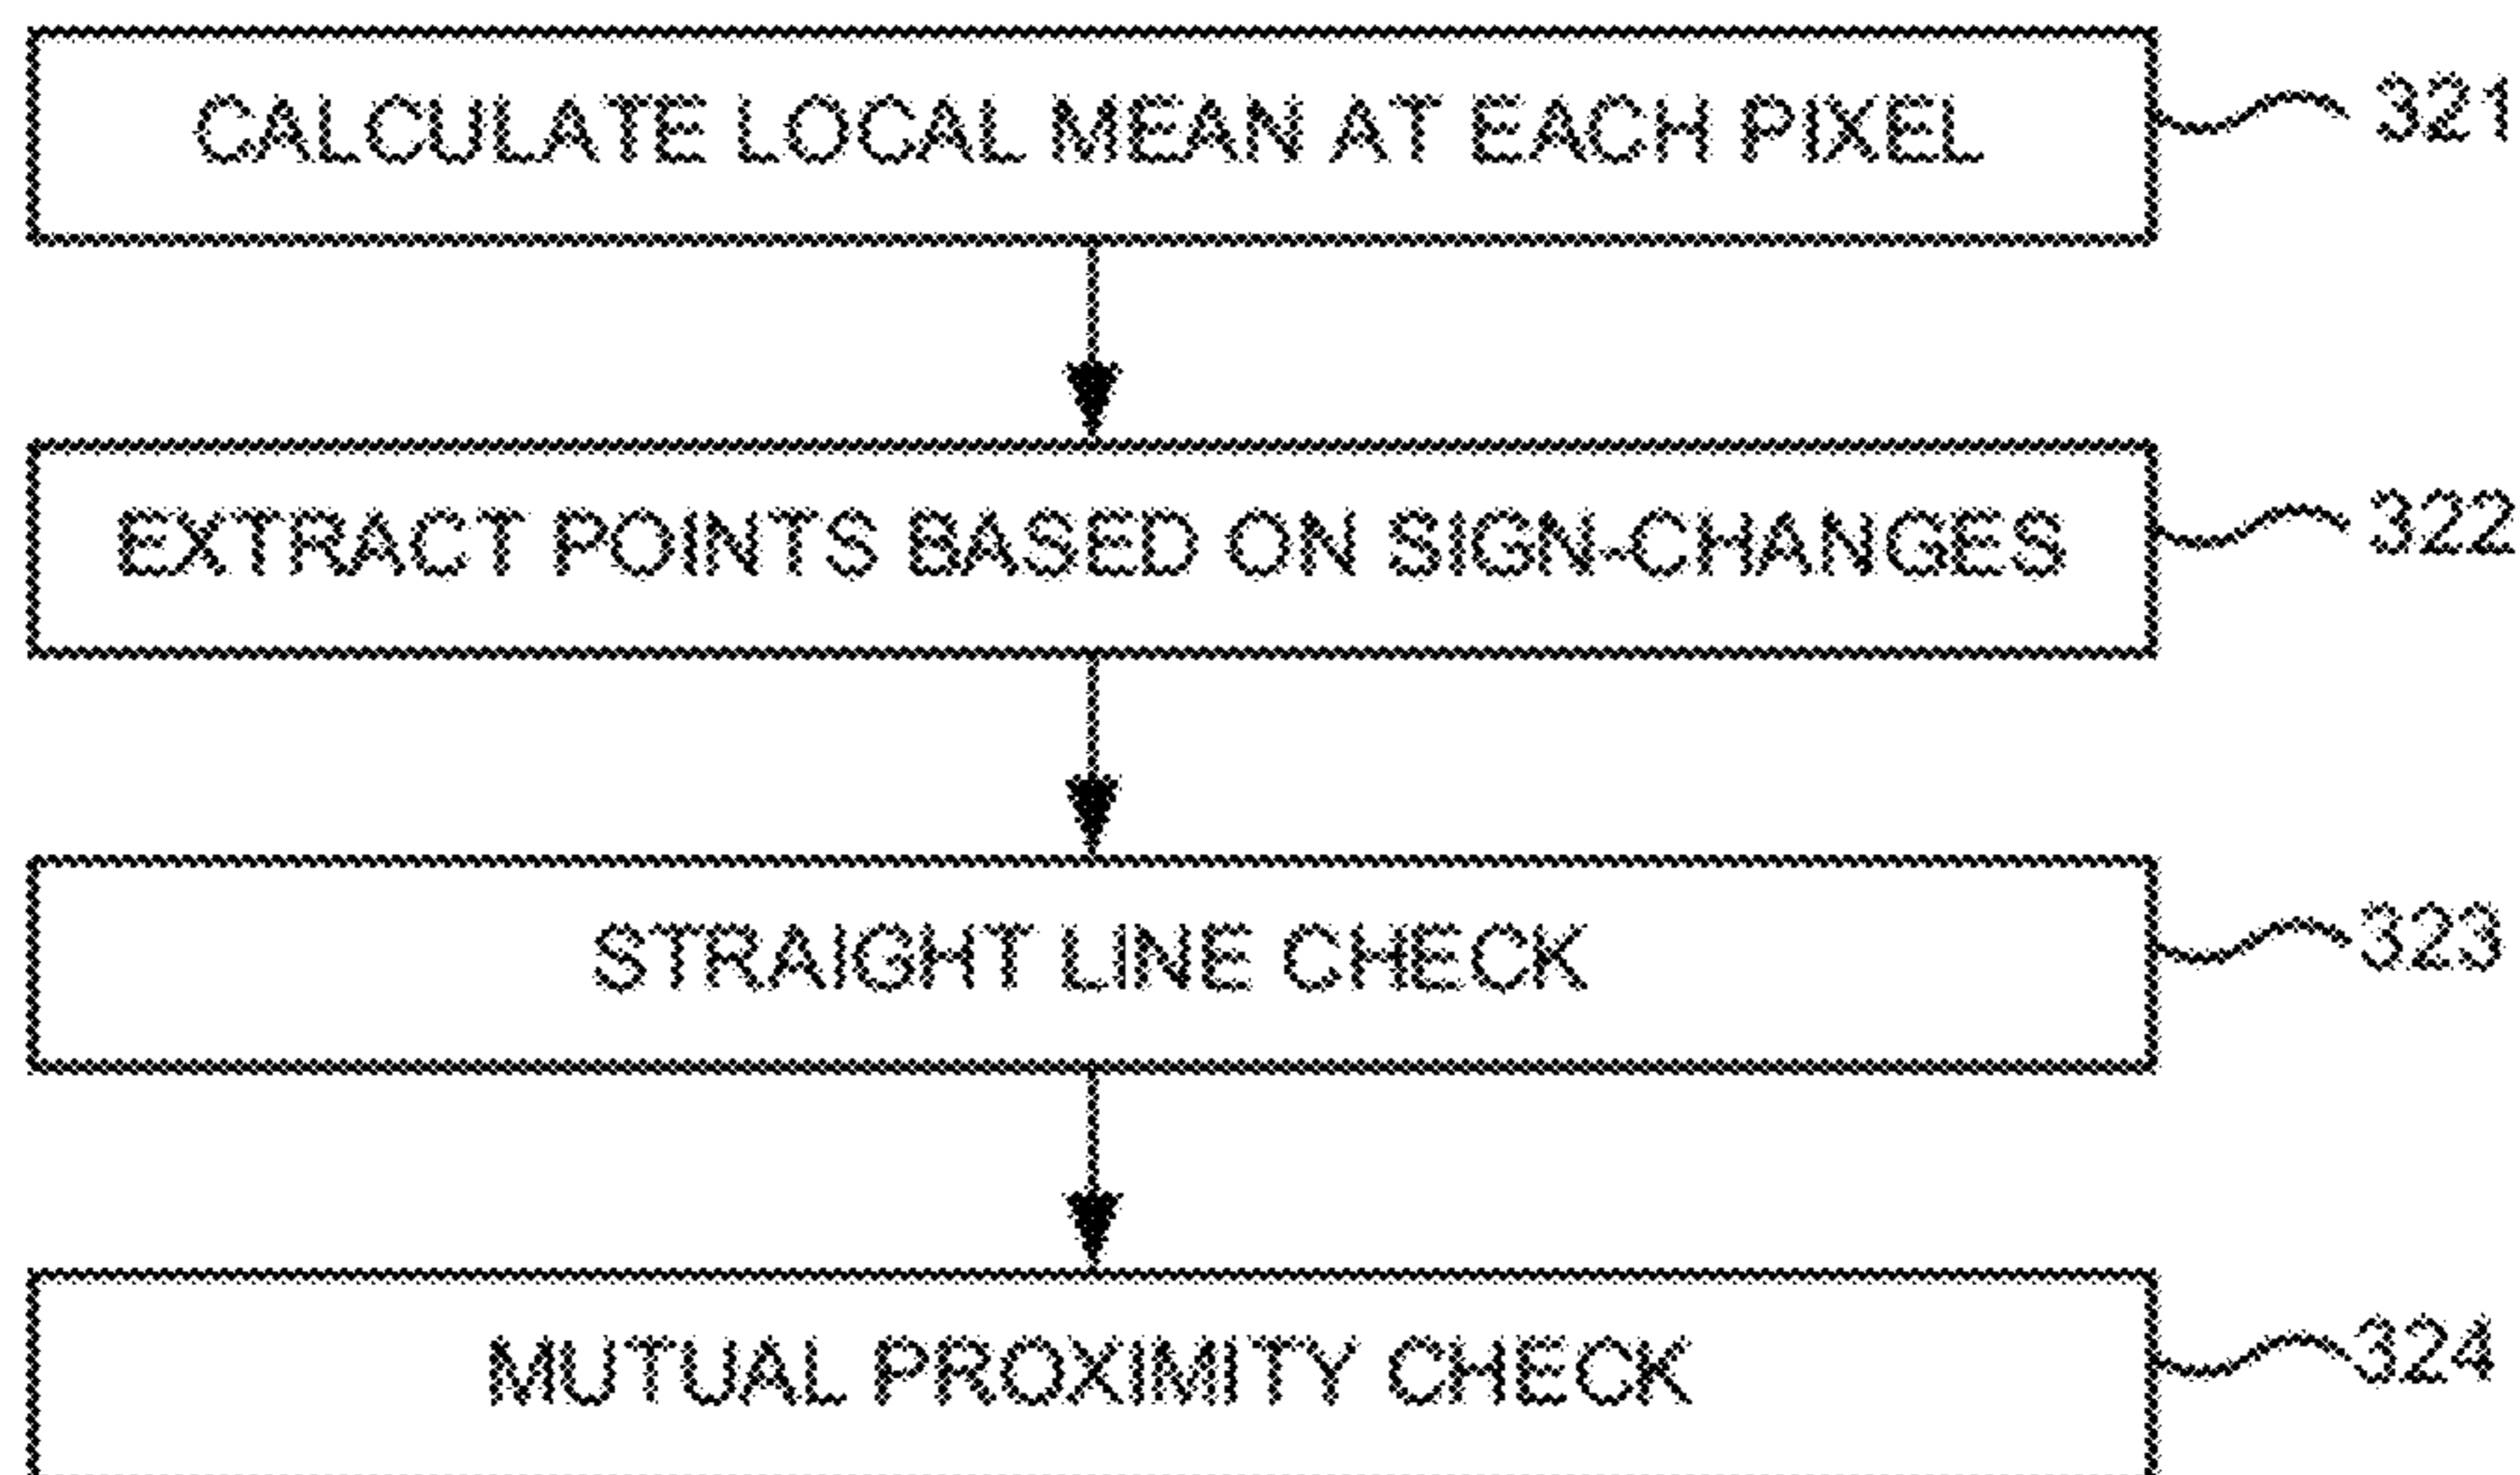 CALCULATE LOCAL MEAN AT EACH PIXEL 321
EXTRACT POINTS BASED ON SIGN-CHANGES 322
STRAIGHT LINE CHECK 323
MUTUAL PROXIMITY CHECK 324